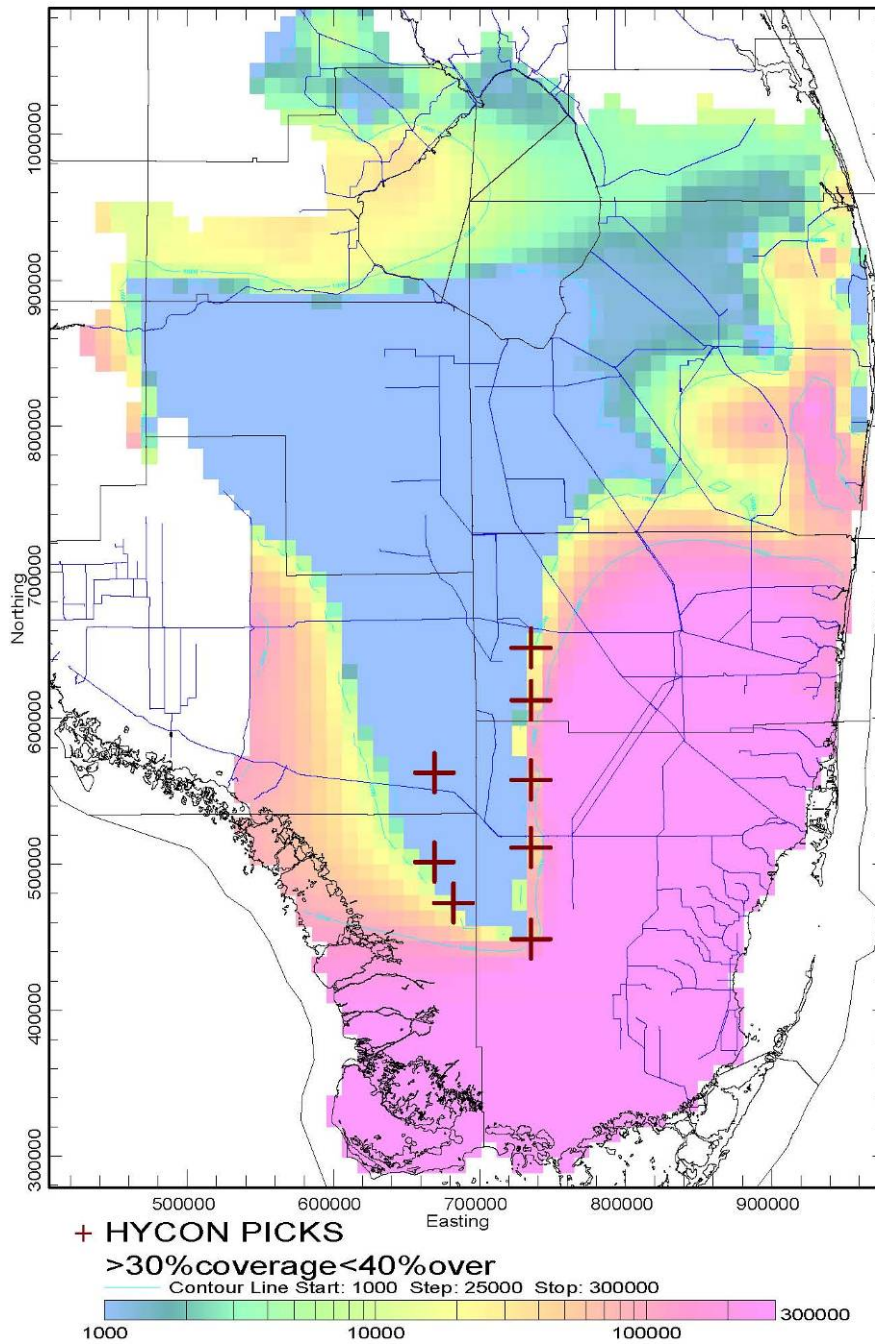 1000000
900000
800000
700000
600000
500000
400000
300000
Northing
500000 600000 700000 800000 900000
Easting
+ HYCON PICKS
>30%coverage<40%over
Contour Line Start: 1000 Step: 25000 Stop: 300000
300000
1000 10000 100000